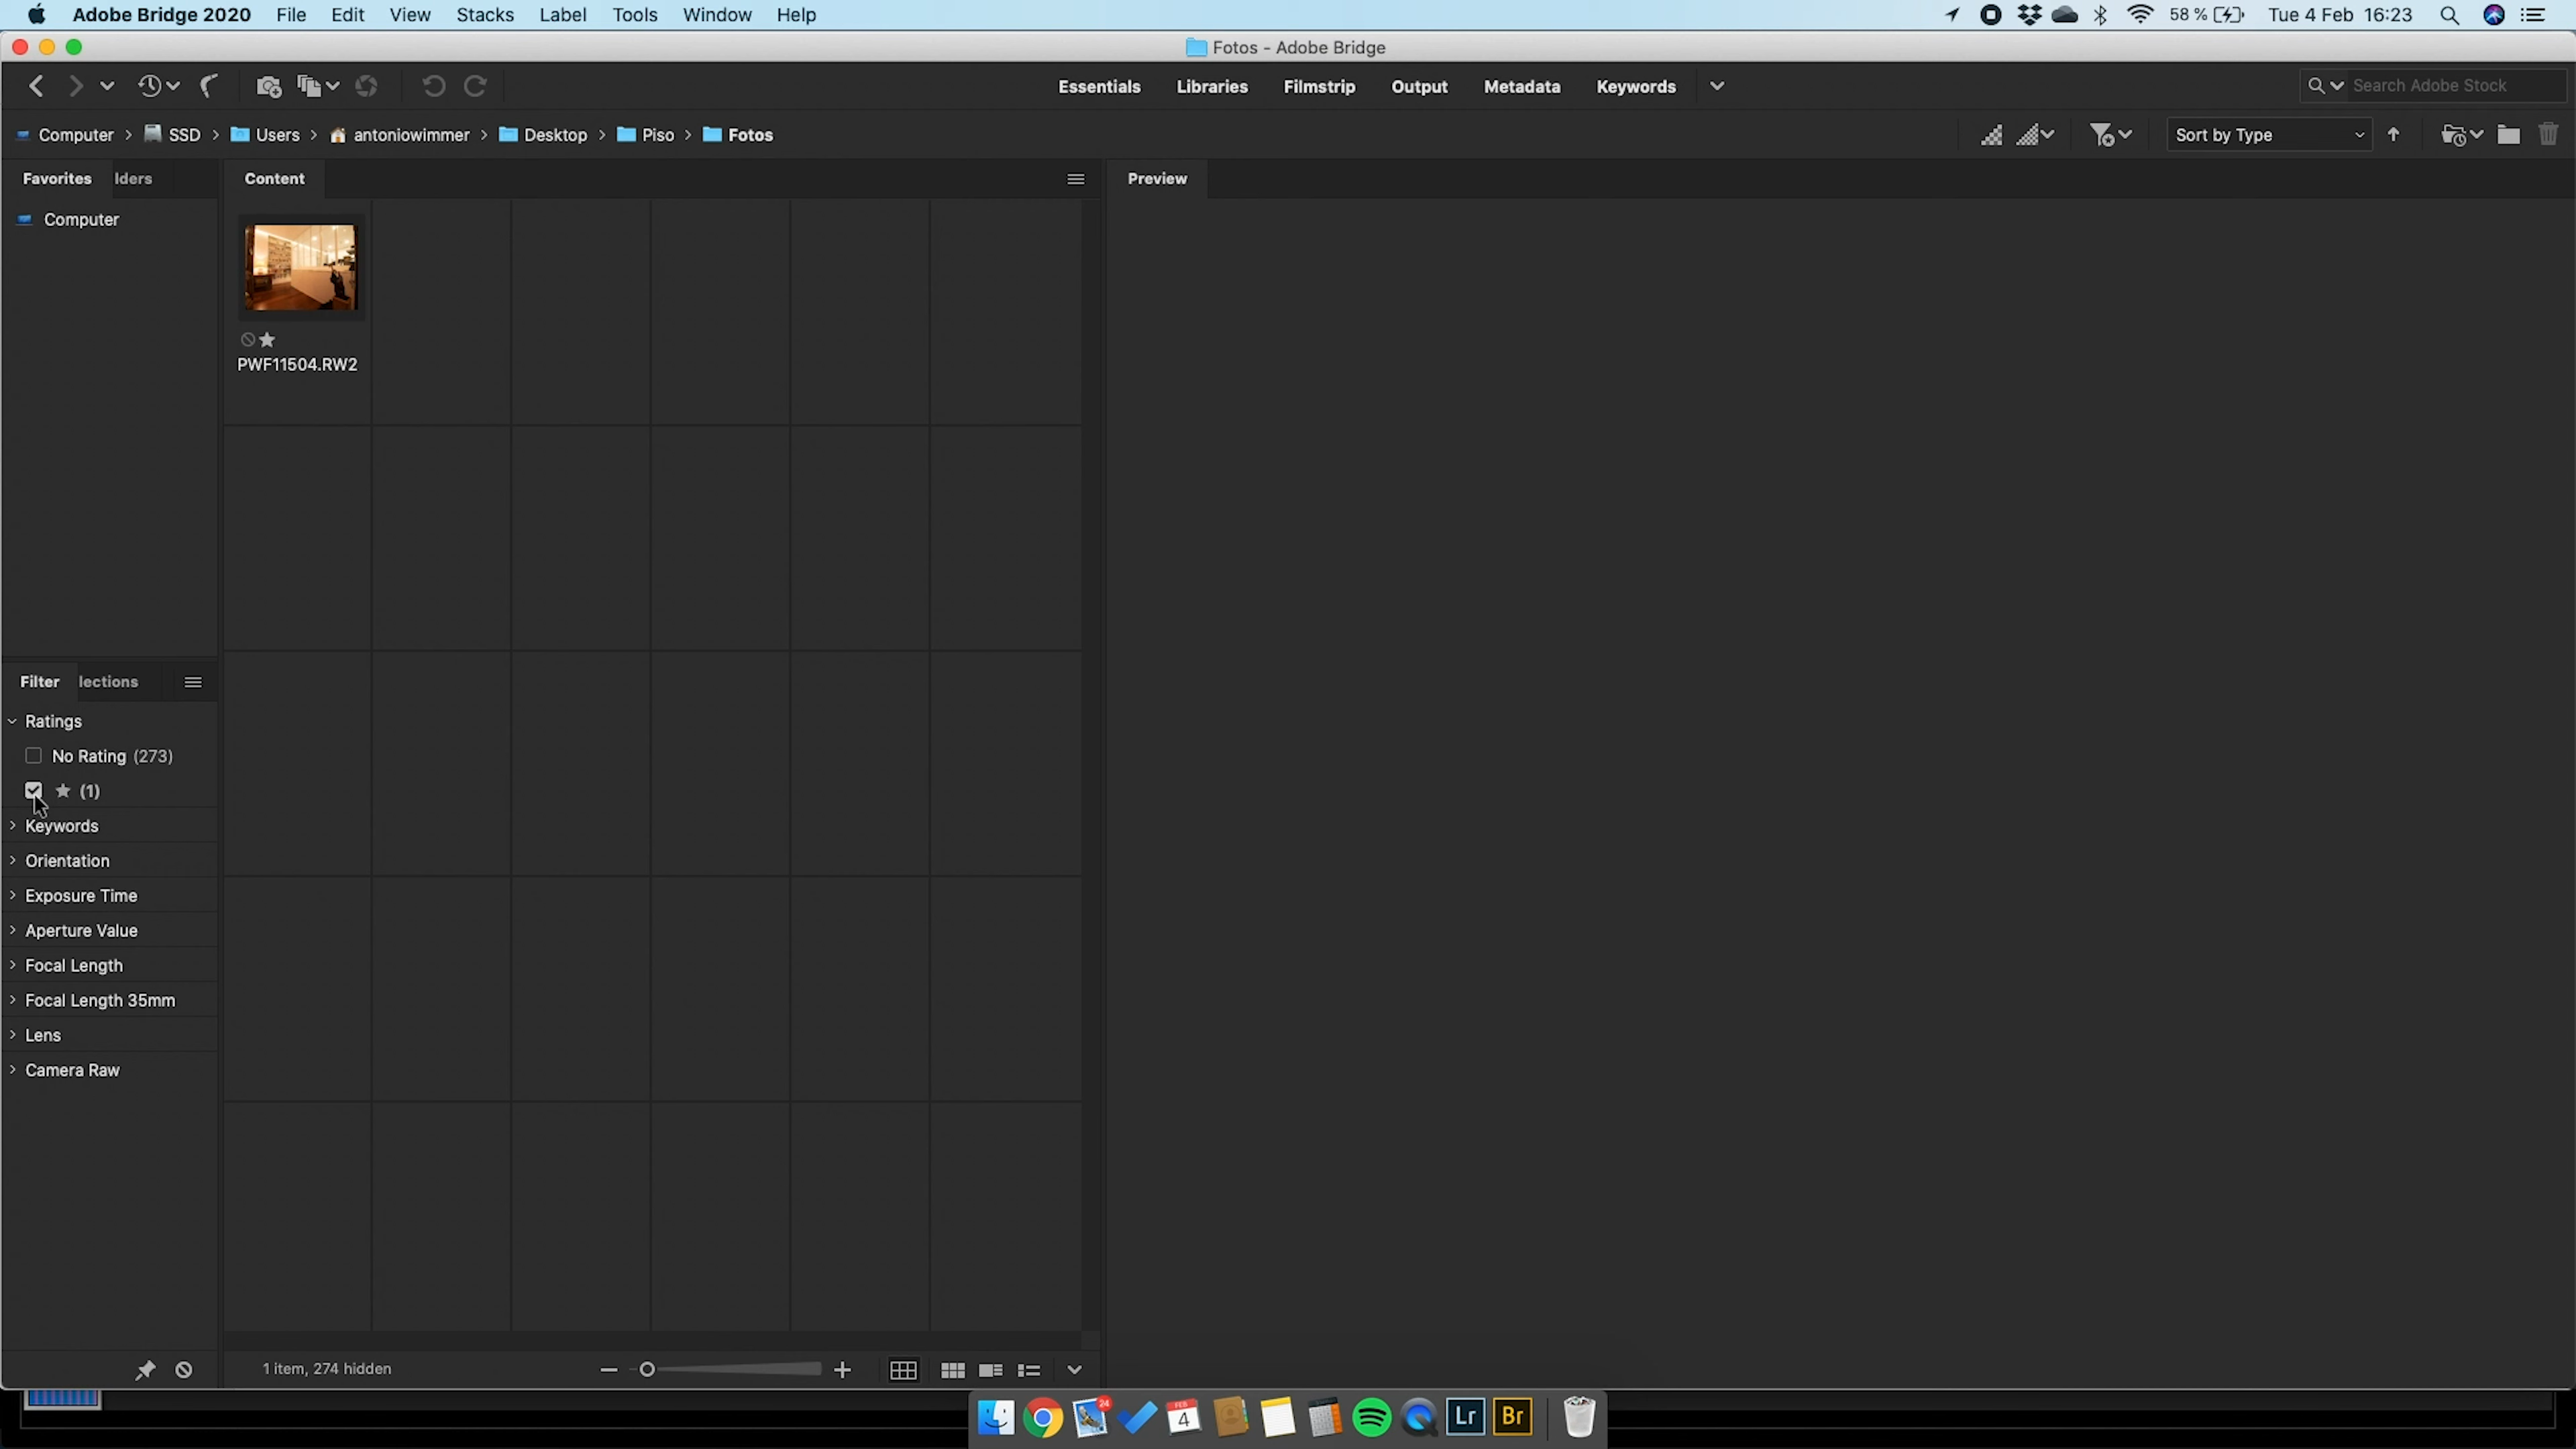 Adobe Bridge 2020 File Edit View Stacks Label Tools Window Help 58 % Tue 4 Feb 16:23
Fotos - Adobe Bridge
Essentials Libraries Filmstrip Output Metadata Keywords Search Adobe Stock
Computer SSD Users antoniowimmer Desktop Piso Fotos Sort by Type
Favorites lders Content Preview
Computer
PWF11504.RW2
Filter lections
Ratings
No Rating (273)
(1)
Keywords
Orientation
Exposure Time
Aperture Value
Focal Length
Focal Length 35mm
Lens
Camera Raw
1 item, 274 hidden
24 FEB 4 Lr Br